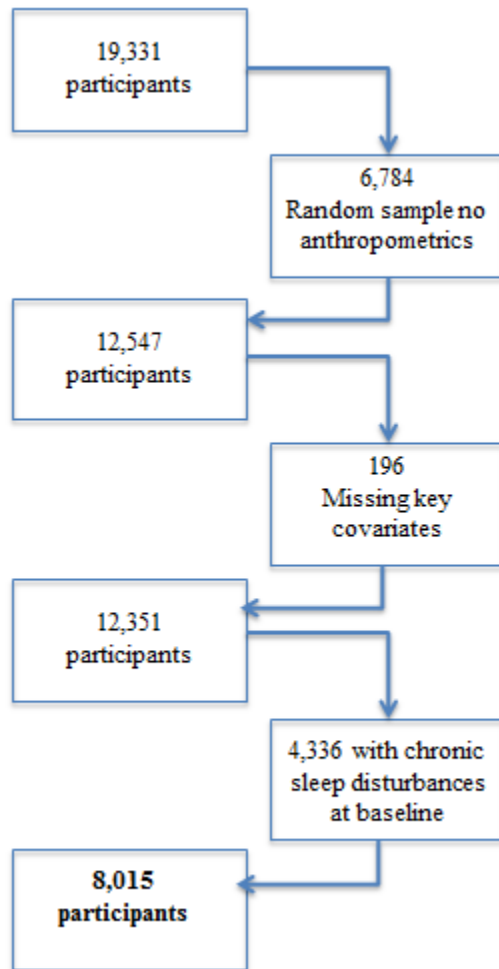 19,331
participants
6,784
Random sample no
anthropometrics
12,547
participants
196
Missing key
covariates
12,351
participants
4,336 with chronic
sleep disturbances
at baseline
8,015
participants